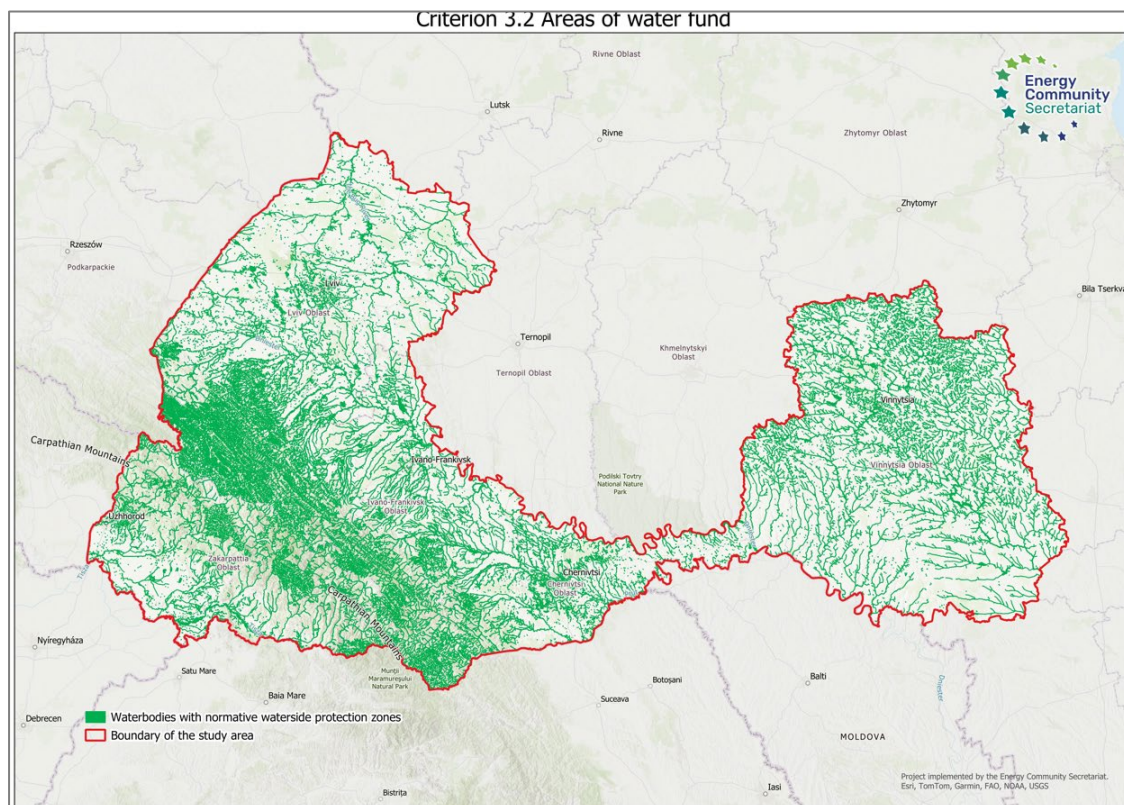 Criterion 3.2 Areas of water fund
Energy
Community
Secretariat
Rivne Oblast
Lutsk
Rivne
Zhytomyr Oblast
Zhytomyr
Rzeszów
Podkarpackie
Bila Tserkva
Lviv
Lviv Oblast
Ternopil
Ternopil Oblast
Khmelnytskyi
Oblast
Vinnytsia
Vinnytsia Oblast
Carpathian Mountains
Ivano-Frankivsk
Podilski Tovtry
National Nature
Park
Ivano-Frankivsk
Oblast
Uzhhorod
Zakarpattia
Oblast
Chernivtsi
Chernivtsi
Oblast
Carpathian Mountains
Nyíregyháza
Satu Mare
Munții
Maramureșului
Natural Park
Baia Mare
Botoșani
Suceava
Balti
Dniester
Debrecen
Waterbodies with normative waterside protection zones
Boundary of the study area
MOLDOVA
Iasi
Bistrița
Project implemented by the Energy Community Secretariat.
Esri, TomTom, Garmin, FAO, NOAA, USGS